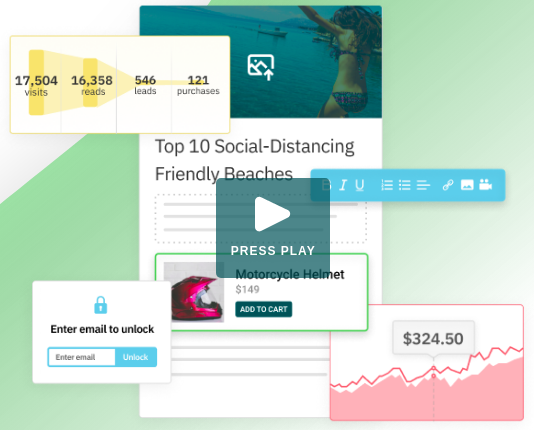 17,504
visits
16,358
reads
546
leads
121
purchases
Top 10 Social-Distancing
Friendly Beaches
B I U
PRESS PLAY
Motorcycle Helmet
$149
ADD TO CART
Enter email to unlock
Enter email
Unlock
$324.50